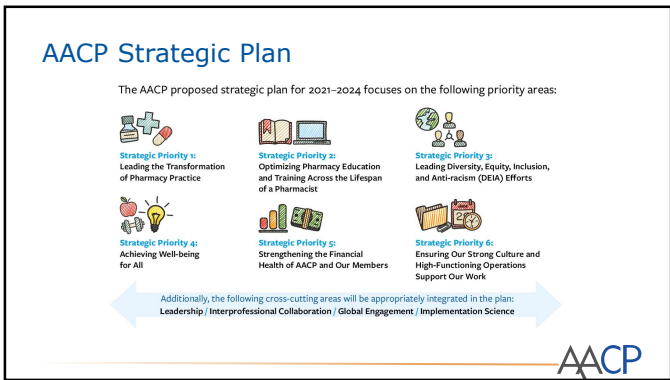 AACP Strategic Plan
The AACP proposed strategic plan for 2021–2024 focuses on the following priority areas:
Strategic Priority 1:
Leading the Transformation
of Pharmacy Practice
Strategic Priority 2:
Optimizing Pharmacy Education
and Training Across the Lifespan
of a Pharmacist
Strategic Priority 3:
Leading Diversity, Equity, Inclusion,
and Anti-racism (DEIA) Efforts
Strategic Priority 4:
Achieving Well-being
for All
Strategic Priority 5:
Strengthening the Financial
Health of AACP and Our Members
Strategic Priority 6:
Ensuring Our Strong Culture and
High-Functioning Operations
Support Our Work
Additionally, the following cross-cutting areas will be appropriately integrated in the plan:
Leadership / Interprofessional Collaboration / Global Engagement / Implementation Science
AACP